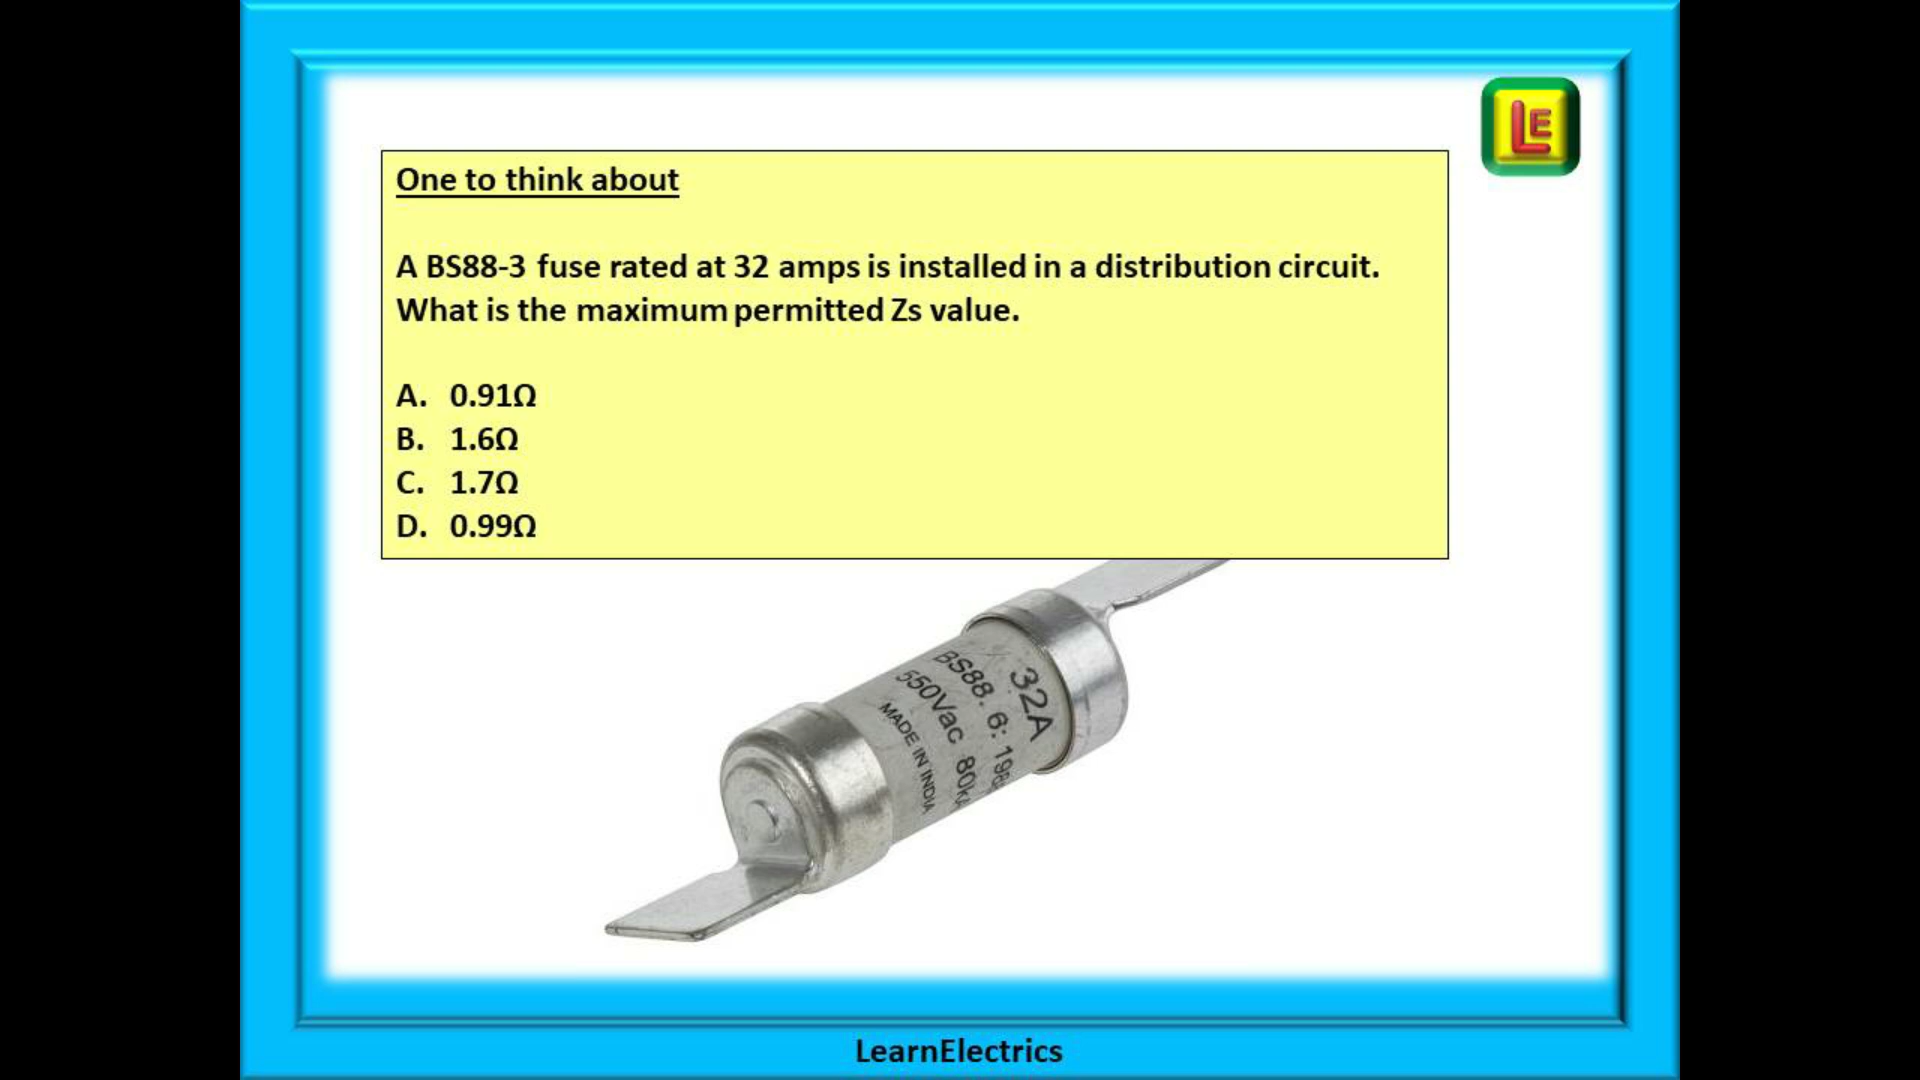 LE
One to think about
A BS88-3 fuse rated at 32 amps is installed in a distribution circuit.
What is the maximum permitted Zs value.
A. 0.91Ω
B. 1.6Ω
C. 1.7Ω
D. 0.99Ω
32A
BS88. 6: 198
550Vac 80kA
MADE IN INDIA
LearnElectrics